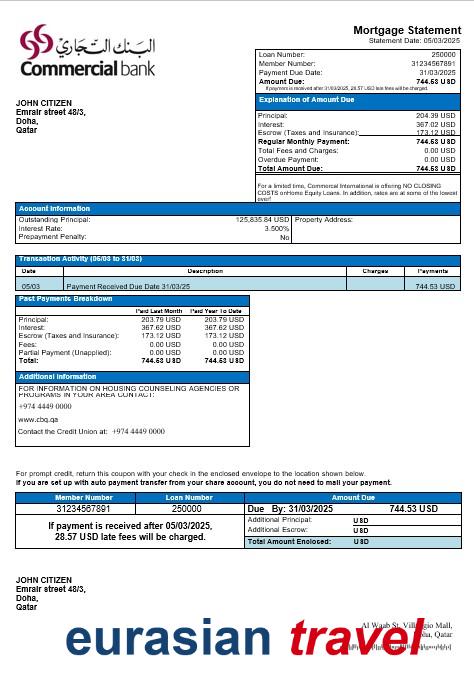 البنك التجاري
Commercial bank
Mortgage Statement
Statement Date: 05/03/2025
Loan Number: 250000
Member Number: 31234567891
Payment Due Date: 31/03/2025
Amount Due: 744.53 USD
If payment is received after 31/03/2025, 28.57 USD late fees will be charged.
JOHN CITIZEN
Emrair street 48/3,
Doha,
Qatar
Explanation of Amount Due
Principal: 204.39 USD
Interest: 367.02 USD
Escrow (Taxes and Insurance): 173.12 USD
Regular Monthly Payment: 744.53 USD
Total Fees and Charges: 0.00 USD
Overdue Payment: 0.00 USD
Total Amount Due: 744.53 USD
For a limited time, Commercal International is offering NO CLOSING
COSTS onHome Equity Loans. In addition, rates are at some of the lowest
ever!
Account Information
Outstanding Principal: 125,835.84 USD
Interest Rate: 3.500%
Prepayment Penalty: No
Property Address:
Transaction Activity (05/03 to 31/03)
Date Description Charges Payments
05/03 Payment Received Due Date 31/03/25 744.53 USD
Past Payments Breakdown
Paid Last Month Paid Year To Date
Principal: 203.79 USD 203.79 USD
Interest: 367.62 USD 367.62 USD
Escrow (Taxes and Insurance): 173.12 USD 173.12 USD
Fees: 0.00 USD 0.00 USD
Partial Payment (Unapplied): 0.00 USD 0.00 USD
Total: 744.53 USD 744.53 USD
Additional Information
FOR INFORMATION ON HOUSING COUNSELING AGENCIES OR
PROGRAMS IN YOUR AREA CONTACT:
+974 4449 0000
www.cbq.qa
Contact the Credit Union at: +974 4449 0000
For prompt credit, return this coupon with your check in the enclosed envelope to the location shown below.
If you are set up with auto payment transfer from your share account, you do not need to mail your payment.
Member Number Loan Number Amount Due
31234567891 250000 Due By: 31/03/2025 744.53 USD
If payment is received after 05/03/2025,
28.57 USD late fees will be charged.
Additional Principal: USD
Additional Escrow: USD
Total Amount Enclosed: USD
JOHN CITIZEN
Emrair street 48/3,
Doha,
Qatar
Al Waab St, Mall,
Qatar
eurasian travel